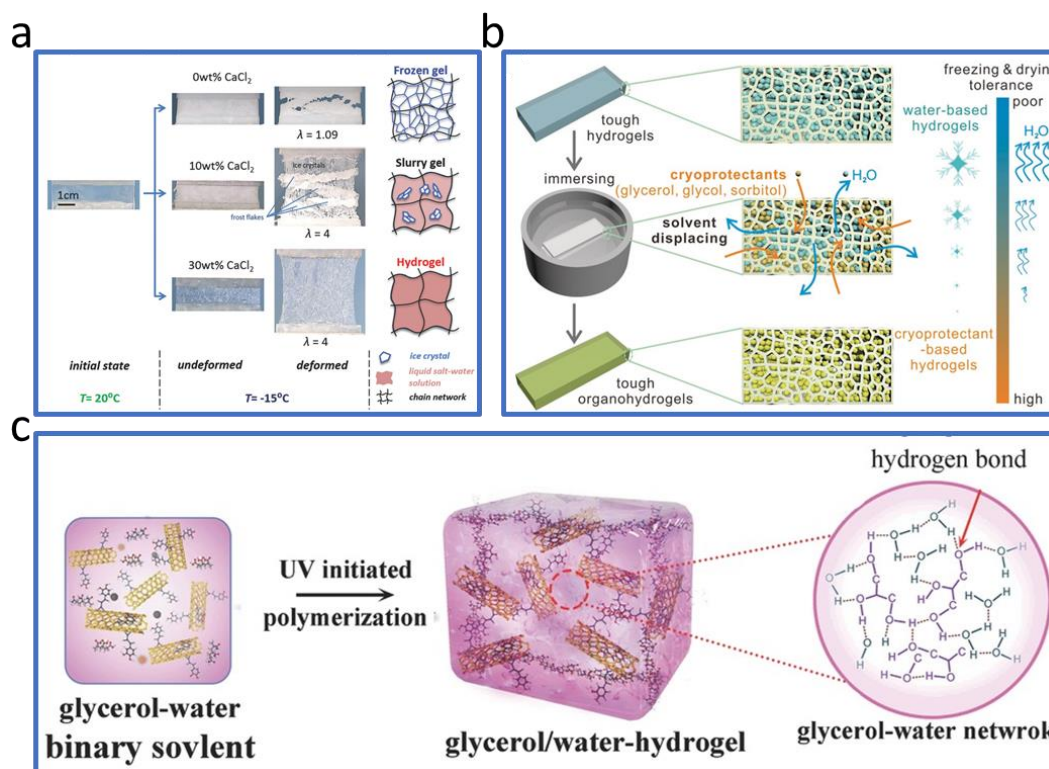 a
0wt% CaCl₂
λ = 1.09
Frozen gel
1cm
10wt% CaCl₂
ice crystals
frost flakes
λ = 4
Slurry gel
30wt% CaCl₂
λ = 4
Hydrogel
initial state
undeformed
deformed
ice crystal
liquid salt-water
solution
chain network
T= 20°C
T= -15°C
b
tough
hydrogels
immersing
cryoprotectants
(glycerol, glycol, sorbitol)
H₂O
solvent
displacing
tough
organohydrogels
freezing & drying
tolerance
poor
water-based
hydrogels
H₂O
cryoprotectant
-based hydrogels
high
c
glycerol-water
binary sovlent
UV initiated
polymerization
glycerol/water-hydrogel
hydrogen bond
H
O
glycerol-water netwrok